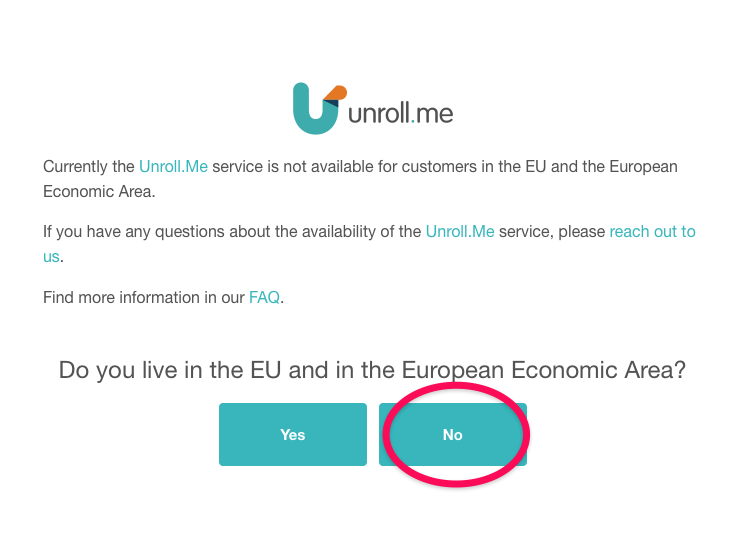 unroll.me
Currently the Unroll.Me service is not available for customers in the EU and the European
Economic Area.
If you have any questions about the availability of the Unroll.Me service, please reach out to
us.
Find more information in our FAQ.
Do you live in the EU and in the European Economic Area?
Yes
No